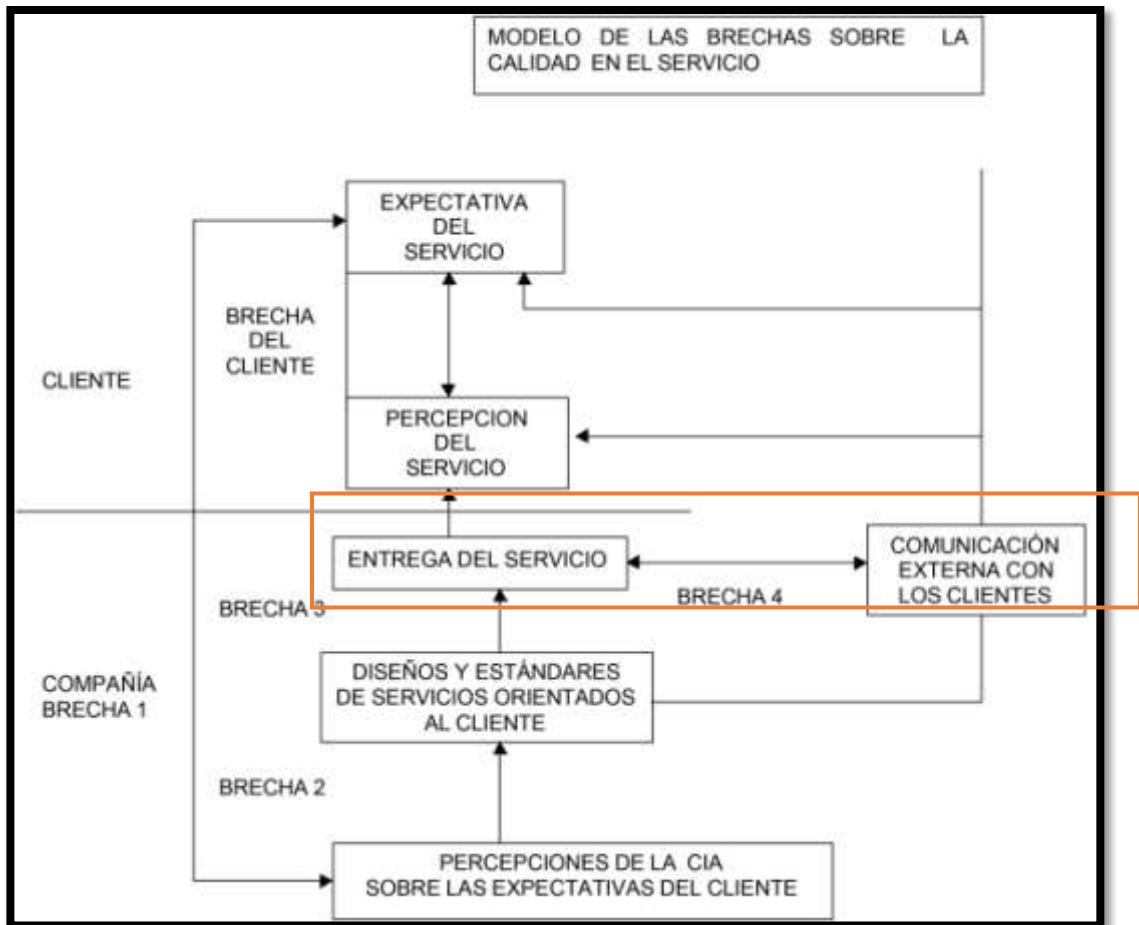 MODELO DE LAS BRECHAS SOBRE LA
CALIDAD EN EL SERVICIO
EXPECTATIVA
DEL
SERVICIO
BRECHA
DEL
CLIENTE
CLIENTE
PERCEPCION
DEL
SERVICIO
ENTREGA DEL SERVICIO
COMUNICACIÓN
EXTERNA CON
LOS CLIENTES
BRECHA 3
BRECHA 4
DISEÑOS Y ESTÁNDARES
DE SERVICIOS ORIENTADOS
AL CLIENTE
COMPAÑÍA
BRECHA 1
BRECHA 2
PERCEPCIONES DE LA CIA
SOBRE LAS EXPECTATIVAS DEL CLIENTE